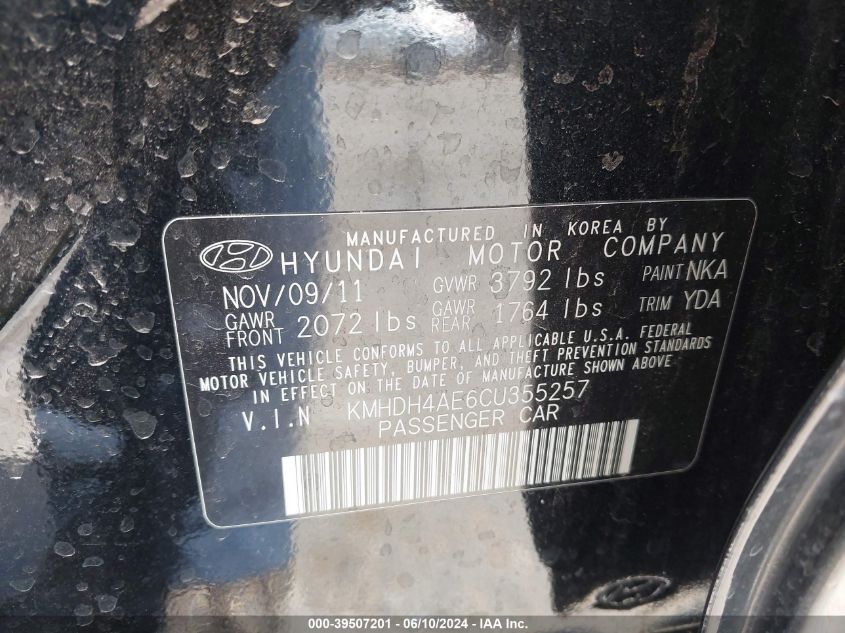 MANUFACTURED IN KOREA BY
HYUNDAI MOTOR COMPANY
NOV/09/11 GVWR 3792 lbs PAINT NKA
GAWR FRONT 2072 lbs GAWR REAR 1764 lbs TRIM YDA
THIS VEHICLE CONFORMS TO ALL APPLICABLE U.S.A. FEDERAL
MOTOR VEHICLE SAFETY, BUMPER, AND THEFT PREVENTION STANDARDS
IN EFFECT ON THE DATE OF MANUFACTURE SHOWN ABOVE.
V.I.N KMHDH4AE6CU355257
PASSENGER CAR
000-39507201 - 06/10/2024 - IAA Inc.